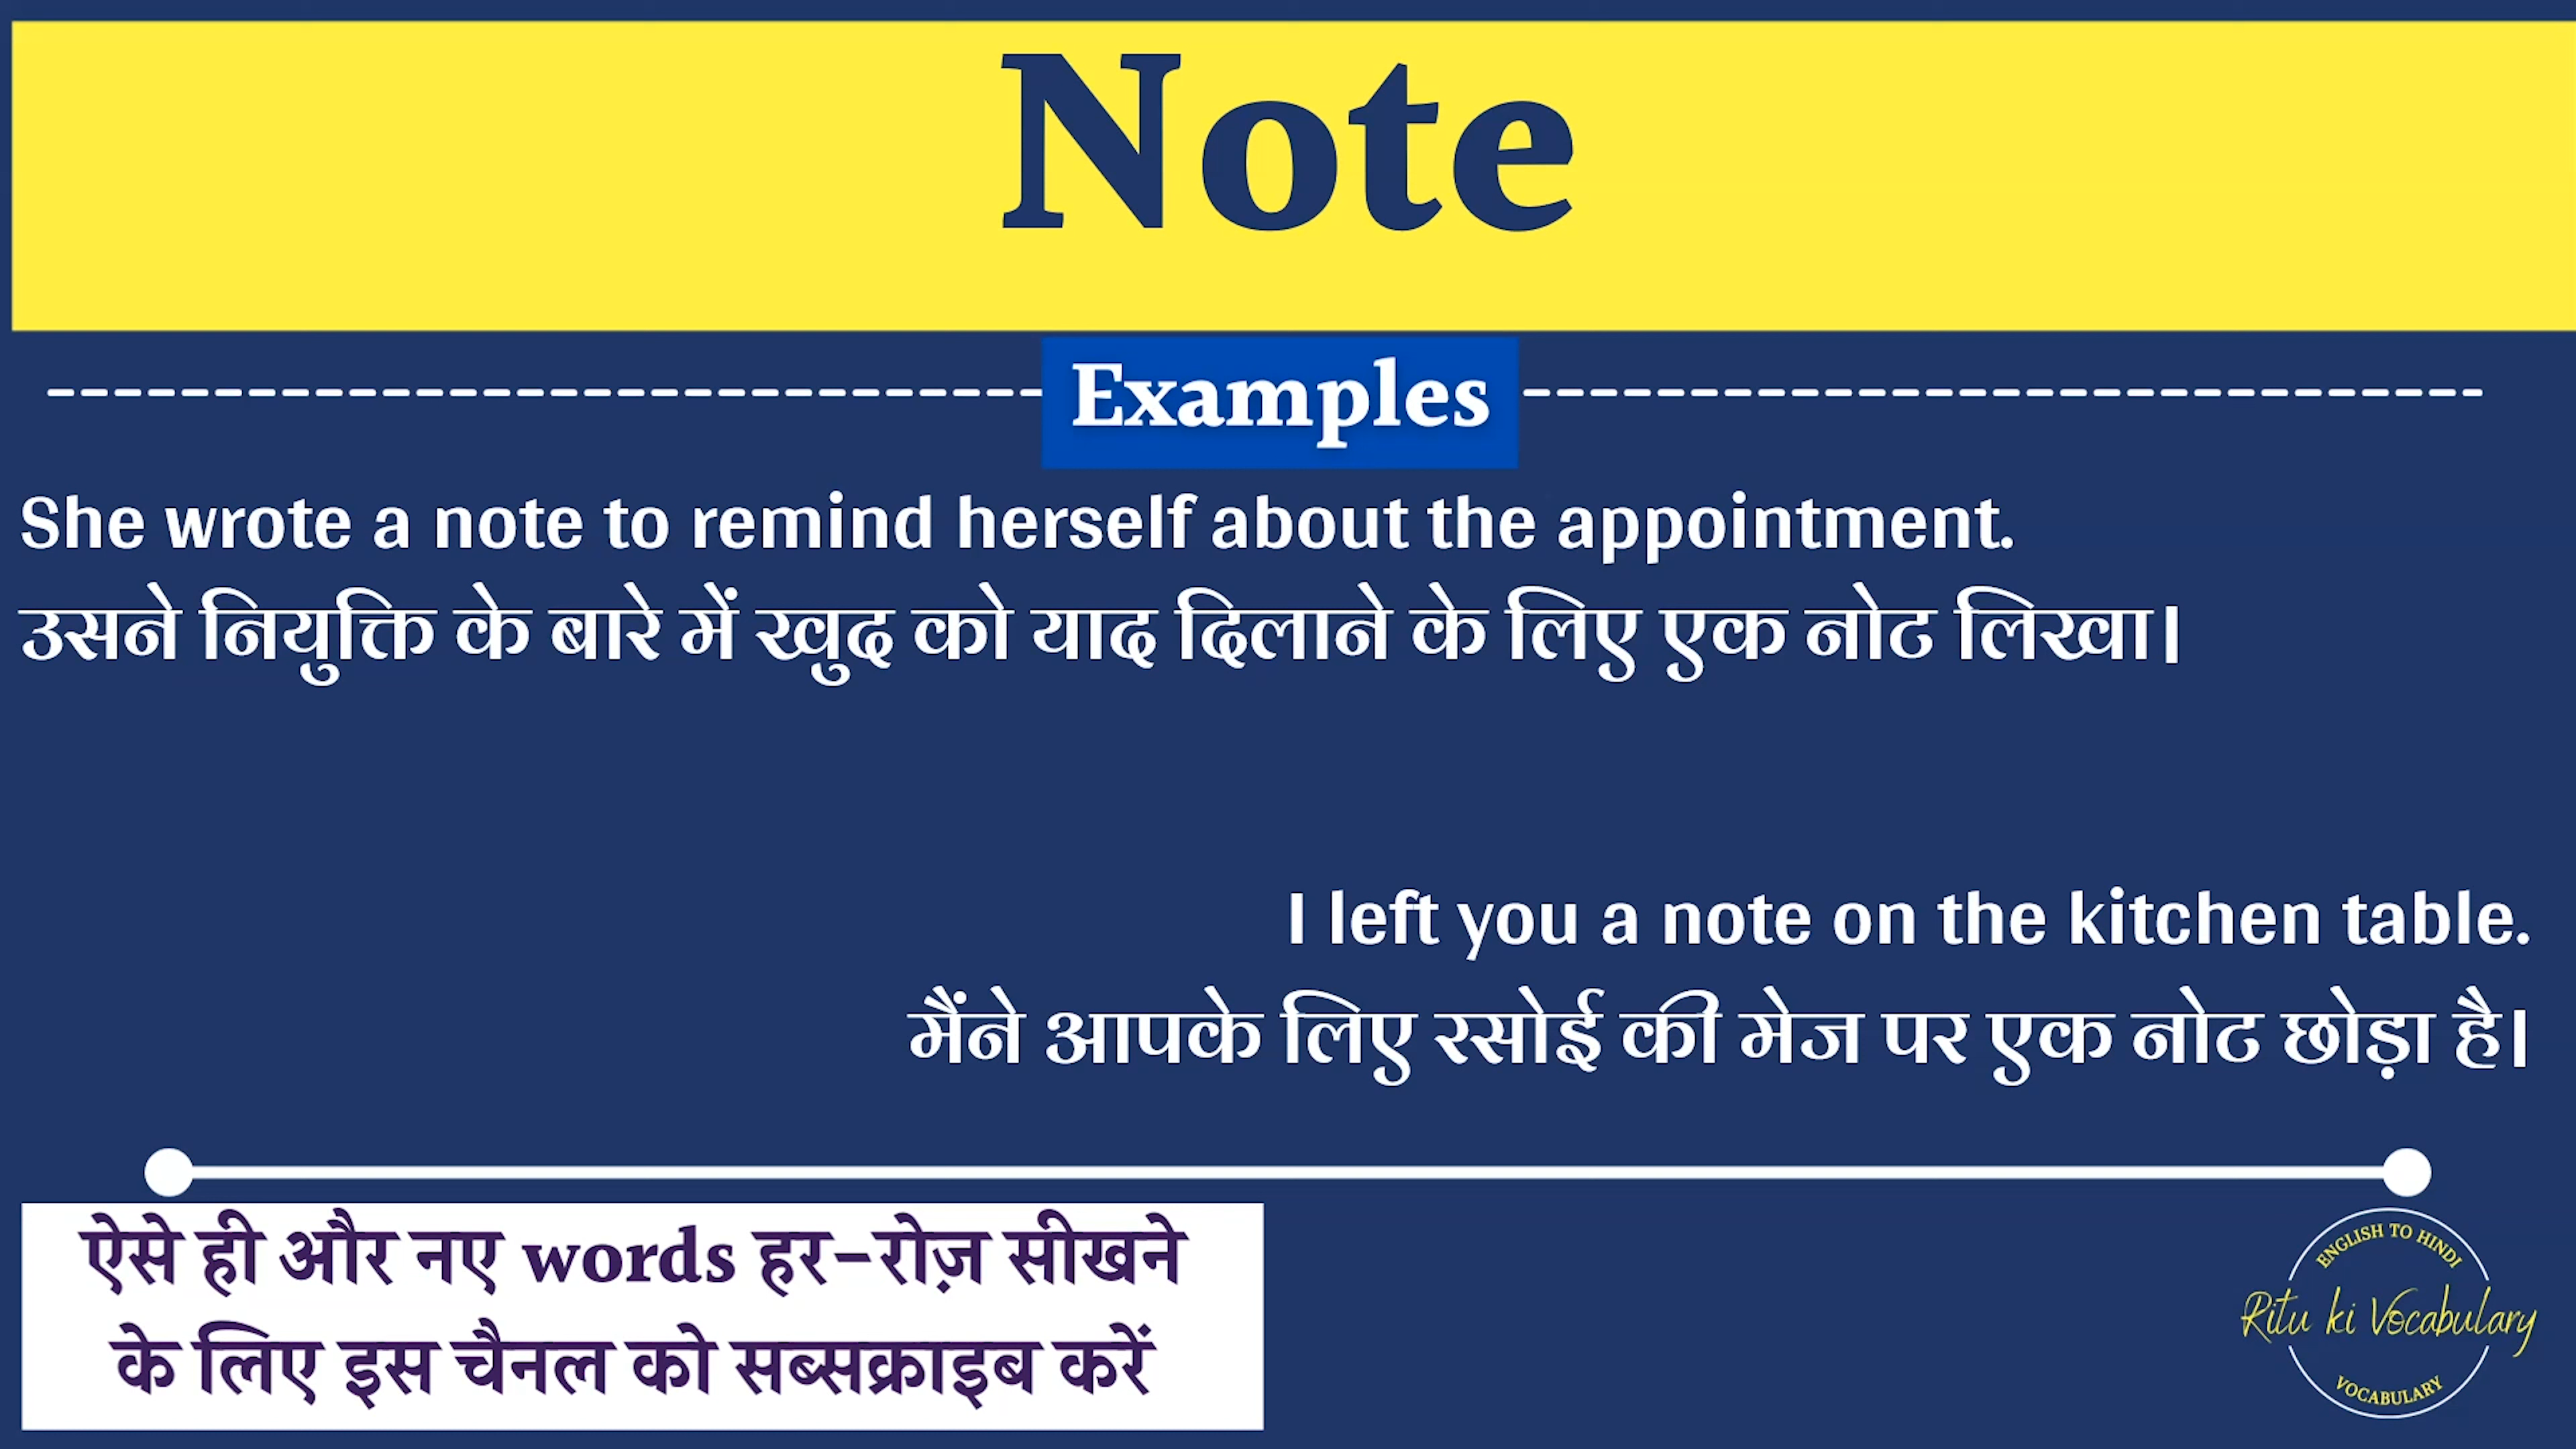 Note
Examples
She wrote a note to remind herself about the appointment.
उसने नियुक्ति के बारे में खुद को याद दिलाने के लिए एक नोट लिखा।
I left you a note on the kitchen table.
मैंने आपके लिए रसोई की मेज पर एक नोट छोड़ा है।
ऐसे ही और नए words हर-रोज़ सीखने
के लिए इस चैनल को सब्सक्राइब करें
ENGLISH TO HINDI
Ritu ki Vocabulary
VOCABULARY